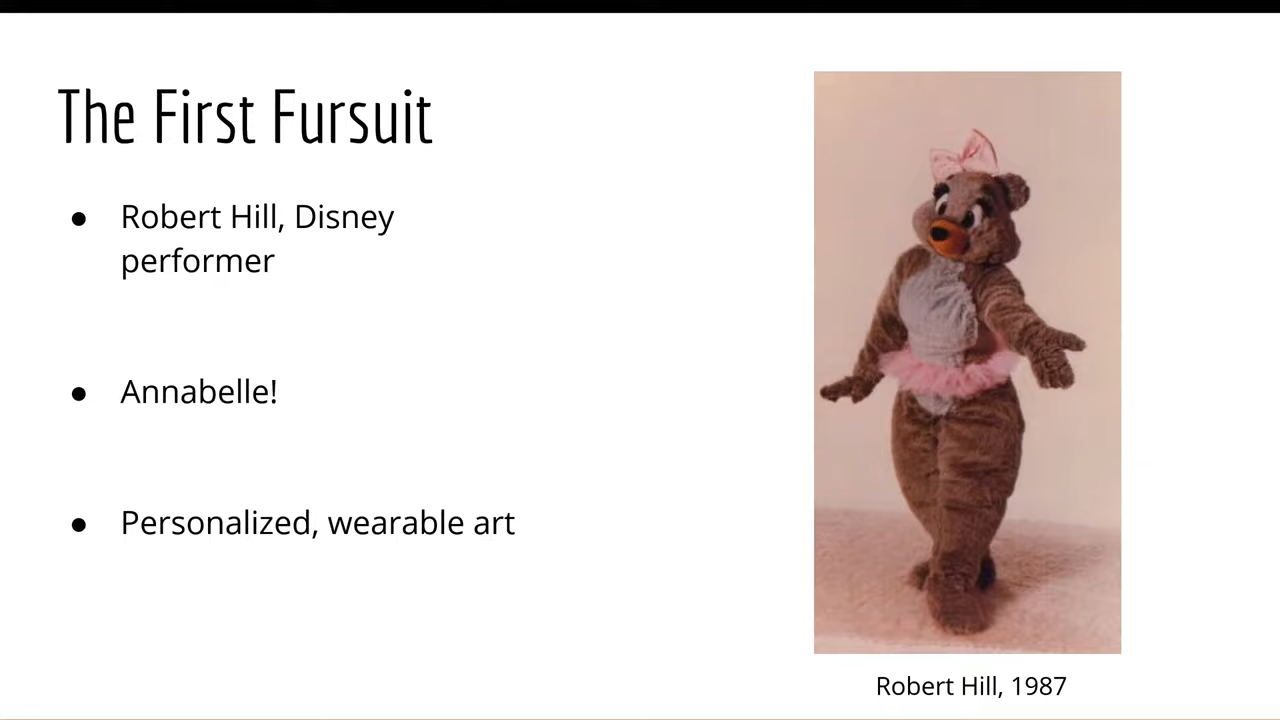 The First Fursuit
● Robert Hill, Disney
performer
● Annabelle!
● Personalized, wearable art
Robert Hill, 1987